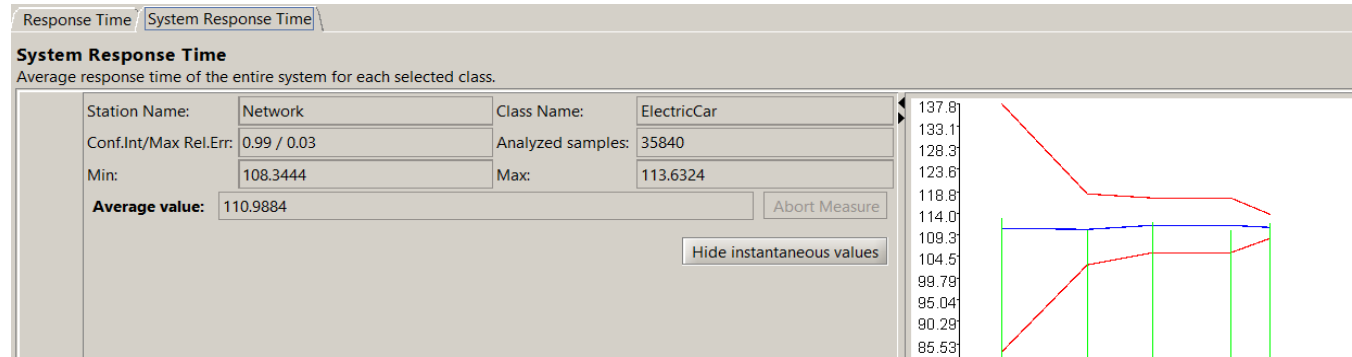 Response Time System Response Time
System Response Time
Average response time of the entire system for each selected class.
Station Name: Network Class Name: ElectricCar
Conf.Int/Max Rel.Err: 0.99 / 0.03 Analyzed samples: 35840
Min: 108.3444 Max: 113.6324
Average value: 110.9884 Abort Measure
Hide instantaneous values
137.8
133.1
128.3
123.6
118.8
114.0
109.3
104.5
99.79
95.04
90.29
85.53